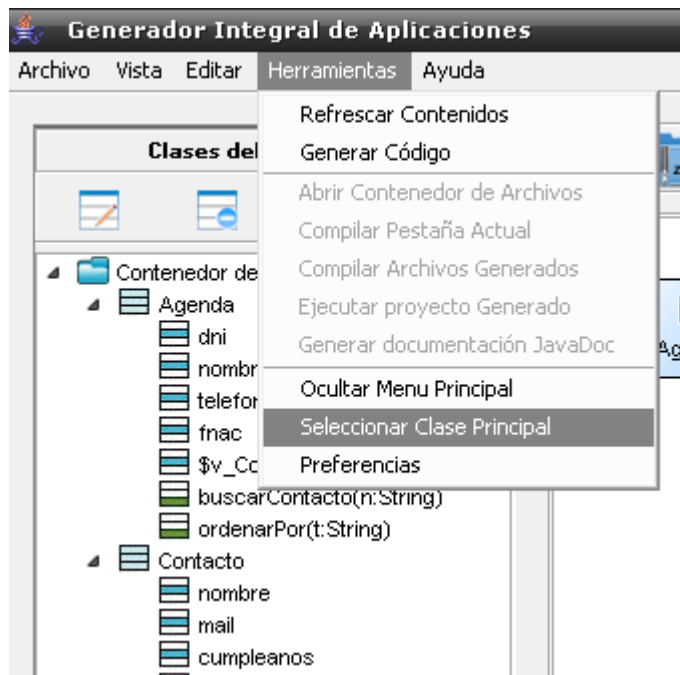 Generador Integral de Aplicaciones
Archivo Vista Editar Herramientas Ayuda
Refrescar Contenidos
Generar Código
Abrir Contenedor de Archivos
Compilar Pestaña Actual
Compilar Archivos Generados
Ejecutar proyecto Generado
Generar documentación JavaDoc
Ocultar Menu Principal
Seleccionar Clase Principal
Preferencias
Clases del
Contenedor de
Agenda
dni
nombr
telefor
fnac
$v_Co
buscarContacto(n:String)
ordenarPor(t:String)
Contacto
nombre
mail
cumpleanos